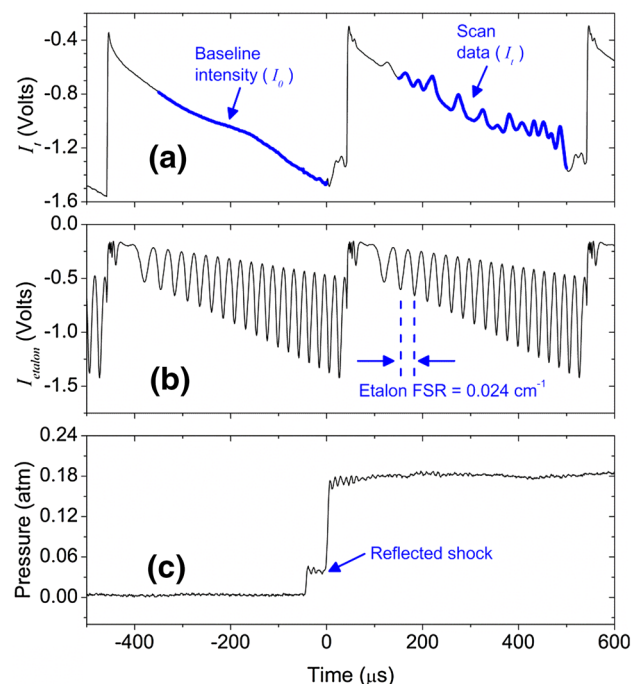 -0.4
-0.8
-1.2
-1.6
I_t (Volts)
Baseline
intensity ( I_0 )
Scan
data ( I_t )
(a)
0.0
-0.5
-1.0
-1.5
I_etalon (Volts)
(b)
Etalon FSR = 0.024 cm⁻¹
0.24
0.18
0.12
0.06
0.00
Pressure (atm)
Reflected shock
(c)
-400 -200 0 200 400 600
Time (µs)